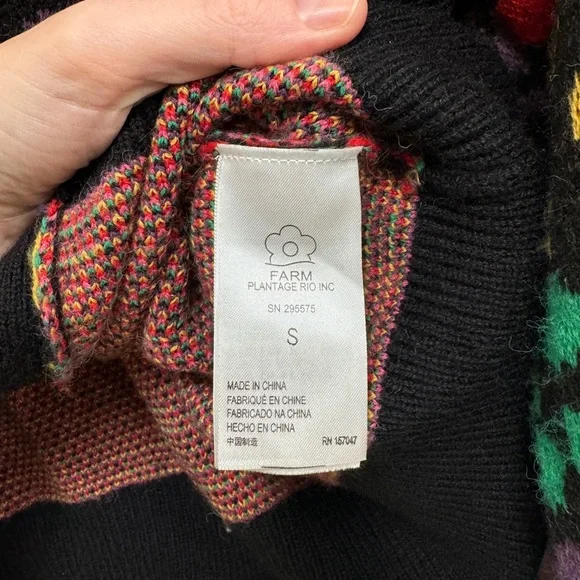 FARM
PLANTAGE RIO INC
SN 295575
S
MADE IN CHINA
FABRIQUÉ EN CHINE
FABRICADO NA CHINA
HECHO EN CHINA
中国制造 RN 157047